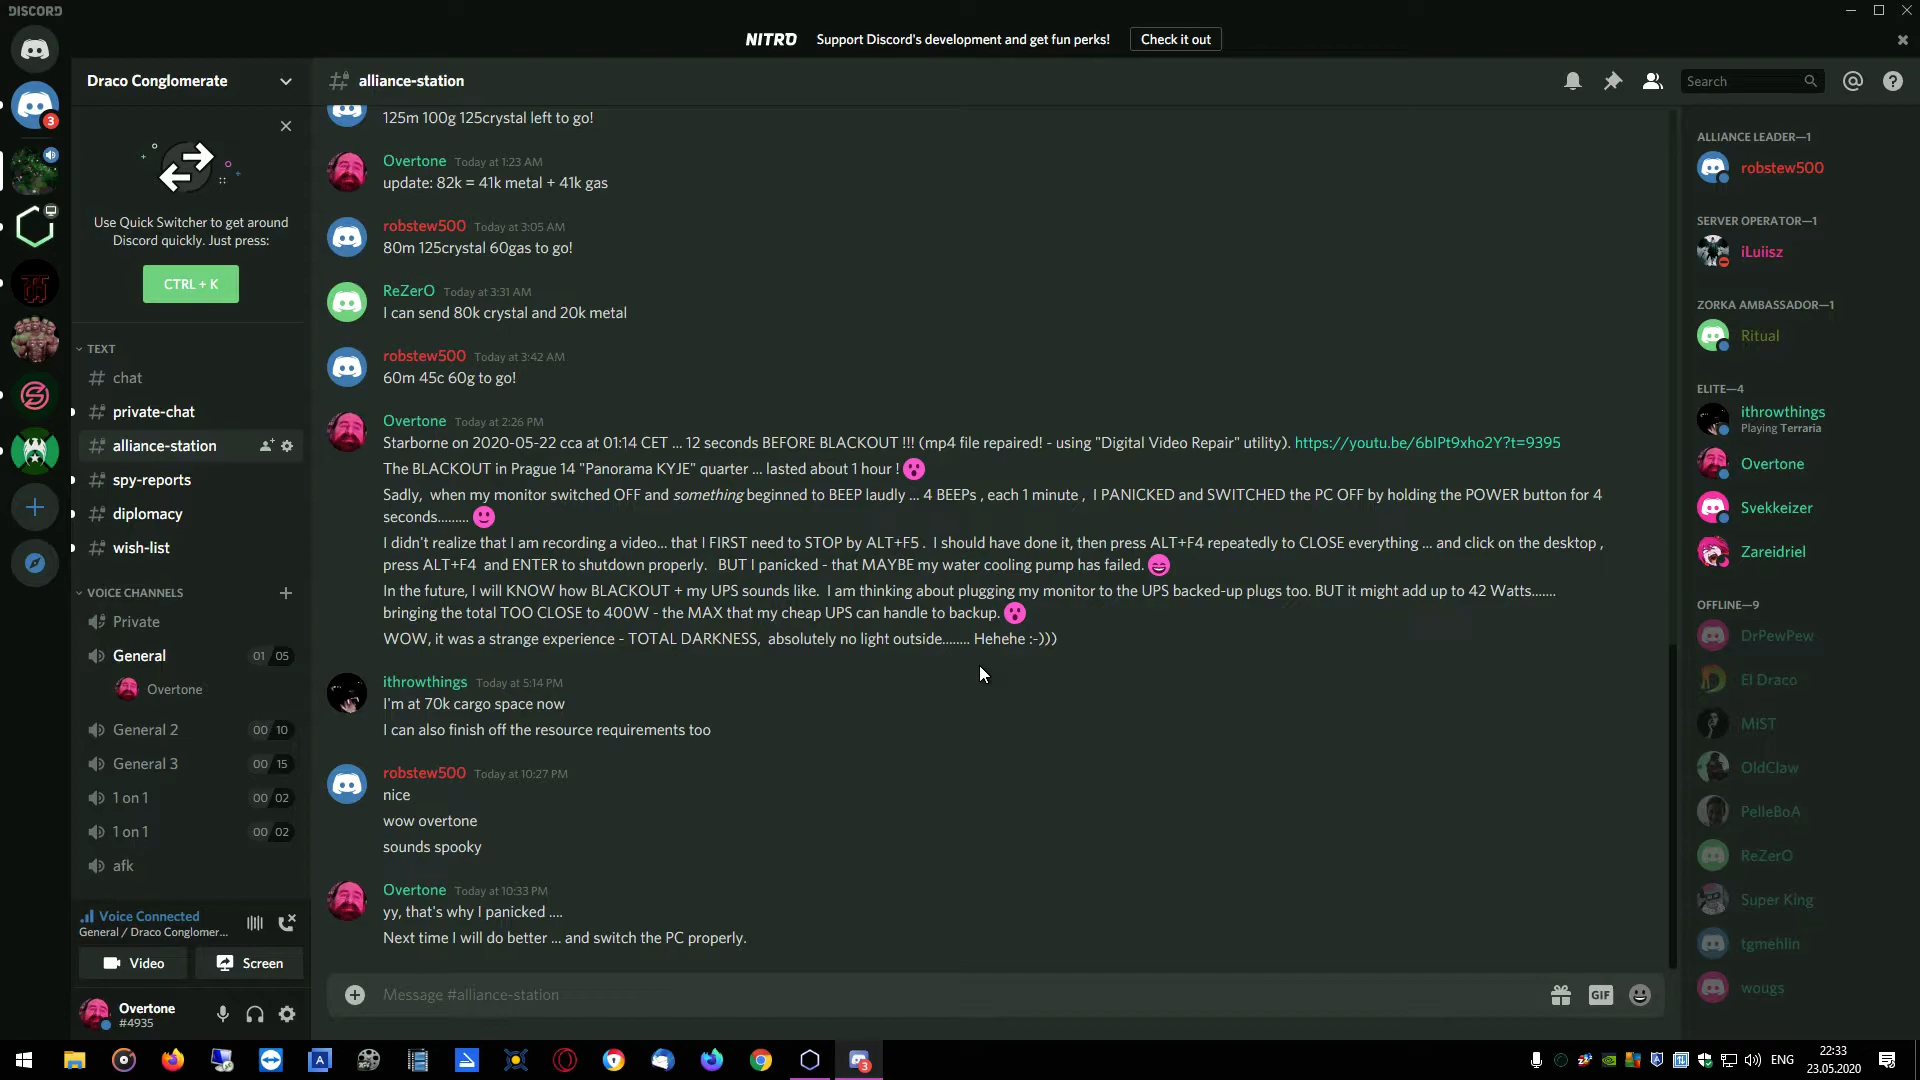 DISCORD
NITRO Support Discord's development and get fun perks! Check it out
Draco Conglomerate
alliance-station
Search
3
Use Quick Switcher to get around
Discord quickly. Just press:
CTRL + K
TEXT
chat
private-chat
alliance-station
spy-reports
diplomacy
wish-list
VOICE CHANNELS
Private
General 01 05
Overtone
General 2 00 10
General 3 00 15
1 on 1 00 02
1 on 1 00 02
afk
Voice Connected
General / Draco Conglomer...
Video Screen
Overtone
#4935
125m 100g 125crystal left to go!
Overtone Today at 1:23 AM
update: 82k = 41k metal + 41k gas
robstew500 Today at 3:05 AM
80m 125crystal 60gas to go!
ReZerO Today at 3:31 AM
I can send 80k crystal and 20k metal
robstew500 Today at 3:42 AM
60m 45c 60g to go!
Overtone Today at 2:26 PM
Starborne on 2020-05-22 cca at 01:14 CET ... 12 seconds BEFORE BLACKOUT !!! (mp4 file repaired! - using "Digital Video Repair" utility). https://youtu.be/6bIPt9xho2Y?t=9395
The BLACKOUT in Prague 14 "Panorama KYJE" quarter ... lasted about 1 hour !
Sadly, when my monitor switched OFF and something beginned to BEEP laudly ... 4 BEEPs , each 1 minute , I PANICKED and SWITCHED the PC OFF by holding the POWER button for 4
seconds.........
I didn't realize that I am recording a video... that I FIRST need to STOP by ALT+F5 . I should have done it, then press ALT+F4 repeatedly to CLOSE everything ... and click on the desktop ,
press ALT+F4 and ENTER to shutdown properly. BUT I panicked - that MAYBE my water cooling pump has failed.
In the future, I will KNOW how BLACKOUT + my UPS sounds like. I am thinking about plugging my monitor to the UPS backed-up plugs too. BUT it might add up to 42 Watts.......
bringing the total TOO CLOSE to 400W - the MAX that my cheap UPS can handle to backup.
WOW, it was a strange experience - TOTAL DARKNESS, absolutely no light outside........ Hehehe :-)))
ithrowthings Today at 5:14 PM
I'm at 70k cargo space now
I can also finish off the resource requirements too
robstew500 Today at 10:27 PM
nice
wow overtone
sounds spooky
Overtone Today at 10:33 PM
yy, that's why I panicked ....
Next time I will do better ... and switch the PC properly.
Message #alliance-station
GIF
ALLIANCE LEADER—1
robstew500
SERVER OPERATOR—1
iLuiisz
ZORKA AMBASSADOR—1
Ritual
ELITE—4
ithrowthings
Playing Terraria
Overtone
Svekkeizer
Zareidriel
OFFLINE—9
DrPewPew
El Draco
MiST
OldClaw
PelleBoA
ReZerO
Super King
tgmehlin
wougs
3
ENG
22:33
23.05.2020